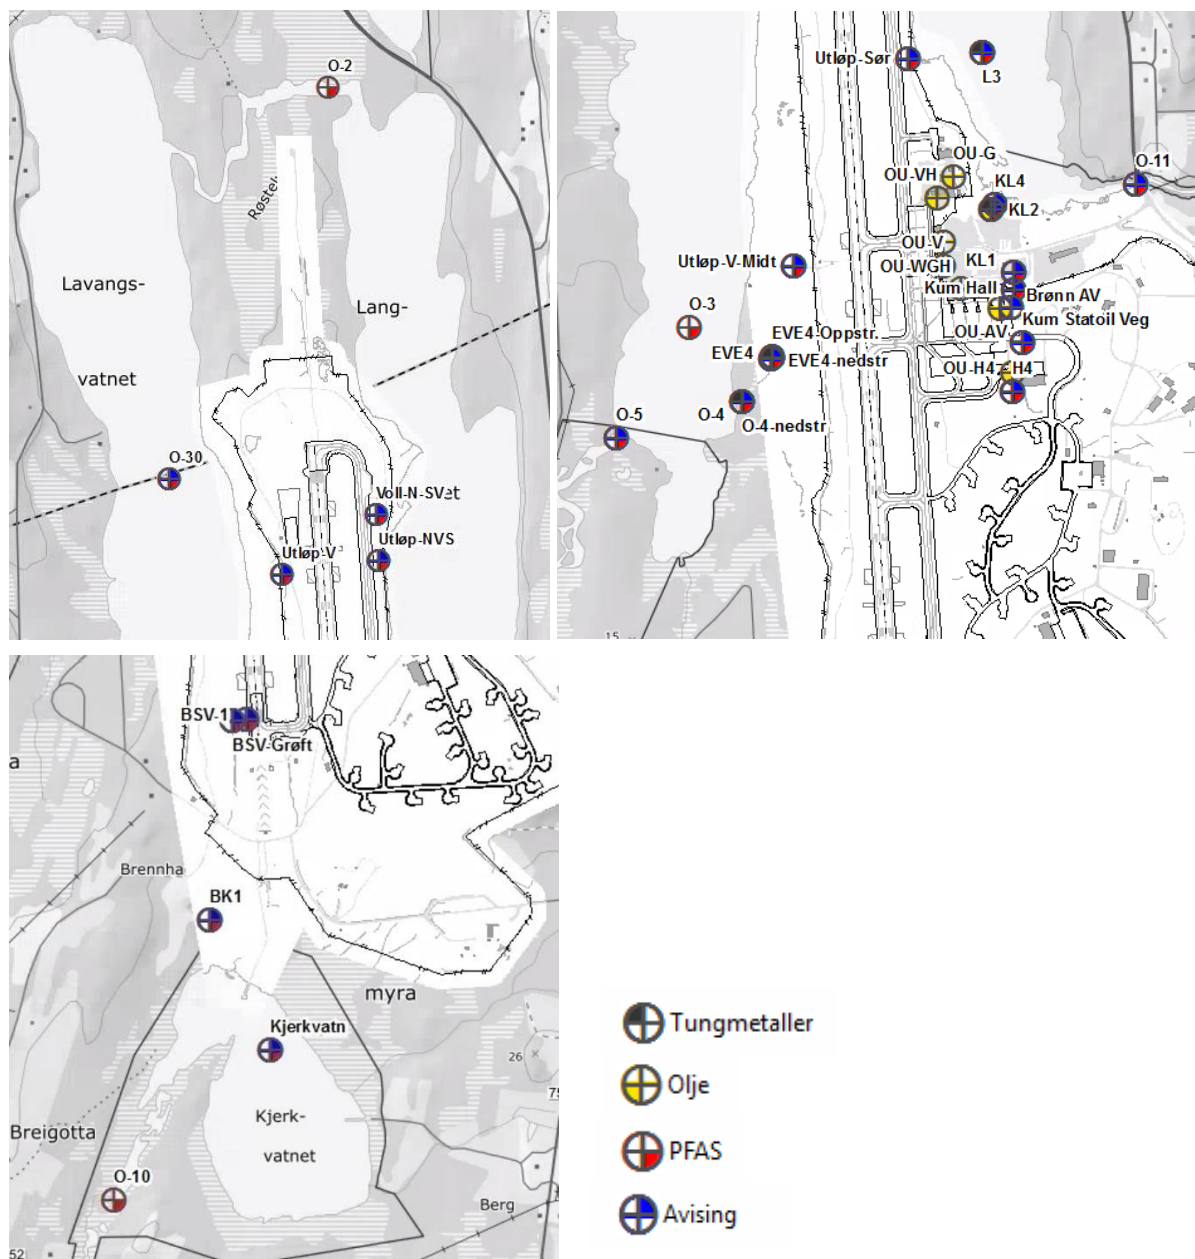 O-2
Røstel
Lavangs-
vatnet
Lang-
O-30
Voll-N-SVet
Utløp-NVS
Utløp-V
Utløp-Sør
L3
OU-G
OU-VH
O-11
KL4
KL2
OU-V
OU-WGH
KL1
Utløp-V-Midt
Kum Hall
Brønn AV
Kum Statoil Veg
O-3
EVE4-Oppstr.
EVE4
EVE4-nedstr
OU-AV
OU-H4
H4
O-4
O-4-nedstr
O-5
15
BSV-1
BSV-Grøft
a
Brennha
BK1
myra
Kjerkvatn
26
75
Kjerk-
vatnet
Breigotta
O-10
Berg
52
Tungmetaller
Olje
PFAS
Avising